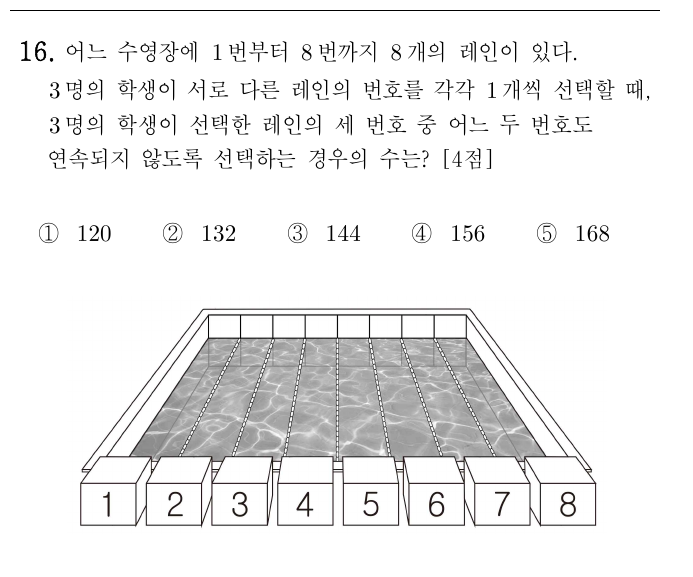 16. 어느 수영장에 1번부터 8번까지 8개의 레인이 있다.
3명의 학생이 서로 다른 레인의 번호를 각각 1개씩 선택할 때,
3명의 학생이 선택한 레인의 세 번호 중 어느 두 번호도
연속되지 않도록 선택하는 경우의 수는? [4점]
① 120 ② 132 ③ 144 ④ 156 ⑤ 168
1 2 3 4 5 6 7 8